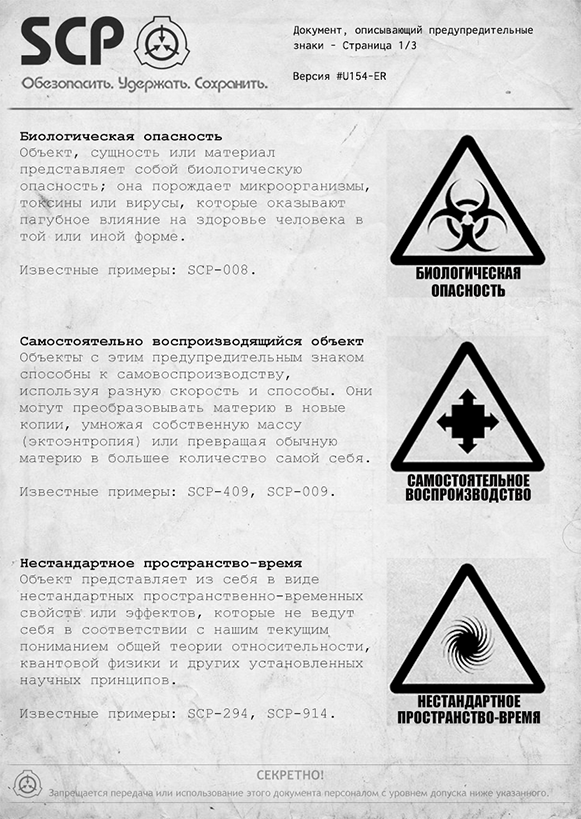 SCP
Обезопасить. Удержать. Сохранить.
Документ, описывающий предупредительные
знаки - Страница 1/3
Версия #U154-ER
Биологическая опасность
Объект, сущность или материал
представляет собой биологическую
опасность; она порождает микроорганизмы,
токсины или вирусы, которые оказывают
пагубное влияние на здоровье человека в
той или иной форме.
Известные примеры: SCP-008.
БИОЛОГИЧЕСКАЯ
ОПАСНОСТЬ
Самостоятельно воспроизводящийся объект
Объекты с этим предупредительным знаком
способны к самовоспроизводству,
используя разную скорость и способы. Они
могут преобразовывать материю в новые
копии, умножая собственную массу
(эктоэнтропия) или превращая обычную
материю в большее количество самой себя.
Известные примеры: SCP-409, SCP-009.
САМОСТОЯТЕЛЬНОЕ
ВОСПРОИЗВОДСТВО
Нестандартное пространство-время
Объект представляет из себя в виде
нестандартных пространственно-временных
свойств или эффектов, которые не ведут
себя в соответствии с нашим текущим
пониманием общей теории относительности,
квантовой физики и других установленных
научных принципов.
Известные примеры: SCP-294, SCP-914.
НЕСТАНДАРТНОЕ
ПРОСТРАНСТВО-ВРЕМЯ
СЕКРЕТНО!
Запрещается передача или использование этого документа персоналом с уровнем допуска ниже указанного.